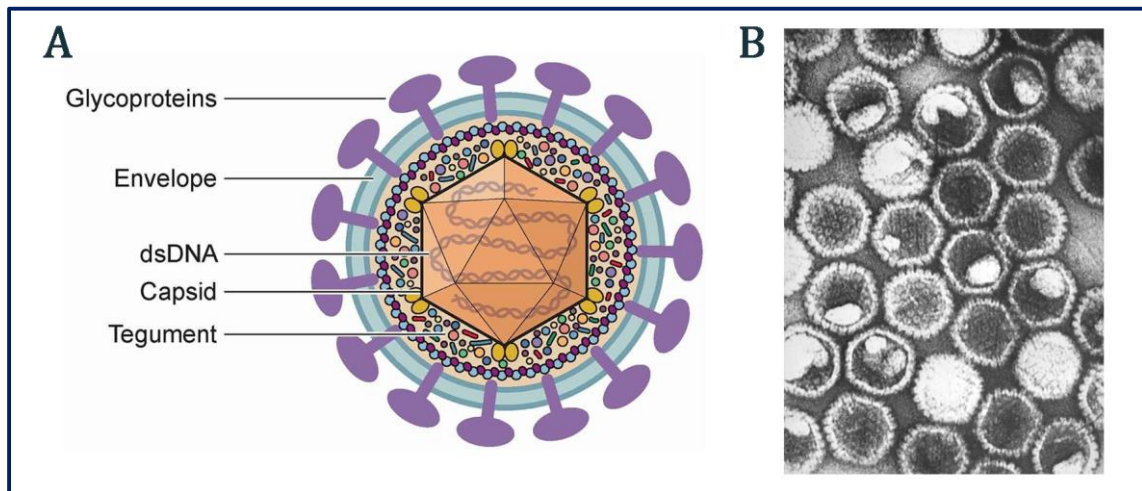 A
B
Glycoproteins
Envelope
dsDNA
Capsid
Tegument